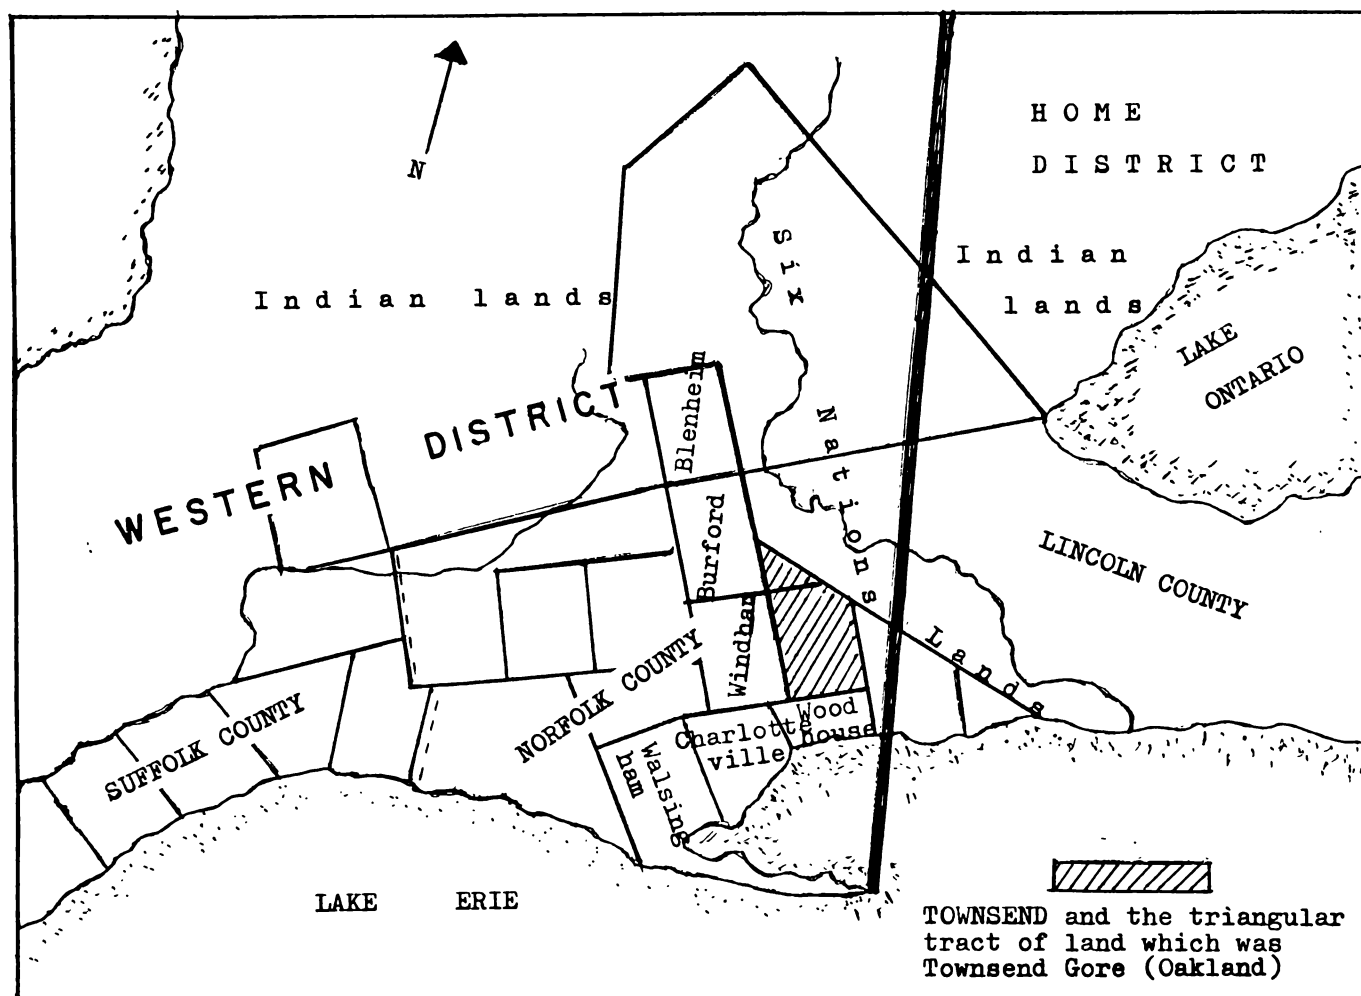 N
HOME
DISTRICT
Six
Indian
lands
Indian lands
LAKE
ONTARIO
Blenheim
WESTERN DISTRICT
Nations
Burford
LINCOLN COUNTY
Windham
Lands
NORFOLK COUNTY
SUFFOLK COUNTY
Wood
house
Charlotte
ville
Walsing
ham
LAKE ERIE
TOWNSEND and the triangular
tract of land which was
Townsend Gore (Oakland)